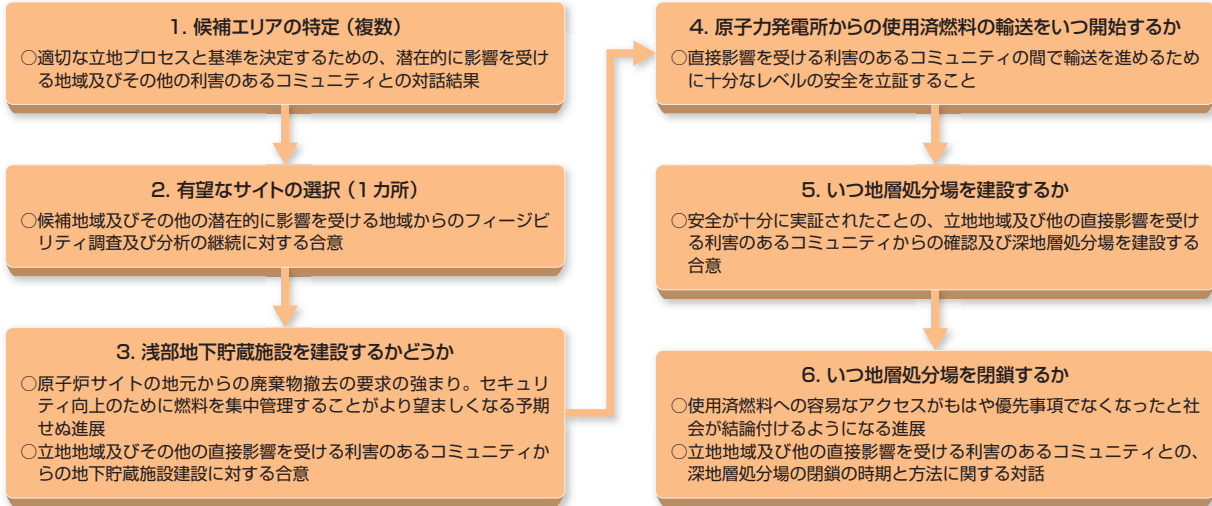 1. 候補エリアの特定（複数）
○適切な立地プロセスと基準を決定するための、潜在的に影響を受け
る地域及びその他の利害のあるコミュニティとの対話結果
2. 有望なサイトの選択（1 カ所）
○候補地域及びその他の潜在的に影響を受ける地域からのフィージビ
リティ調査及び分析の継続に対する合意
3. 浅部地下貯蔵施設を建設するかどうか
○原子炉サイトの地元からの廃棄物撤去の要求の強まり。セキュリ
ティ向上のために燃料を集中管理することがより望ましくなる予期
せぬ進展
○立地地域及びその他の直接影響を受ける利害のあるコミュニティか
らの地下貯蔵施設建設に対する合意
4. 原子力発電所からの使用済燃料の輸送をいつ開始するか
○直接影響を受ける利害のあるコミュニティの間で輸送を進めるため
に十分なレベルの安全を立証すること
5. いつ地層処分場を建設するか
○安全が十分に実証されたことの、立地地域及び他の直接影響を受け
る利害のあるコミュニティからの確認及び深地層処分場を建設する
合意
6. いつ地層処分場を閉鎖するか
○使用済燃料への容易なアクセスがもはや優先事項でなくなったと社
会が結論付けるようになる進展
○立地地域及び他の直接影響を受ける利害のあるコミュニティとの、
深地層処分場の閉鎖の時期と方法に関する対話